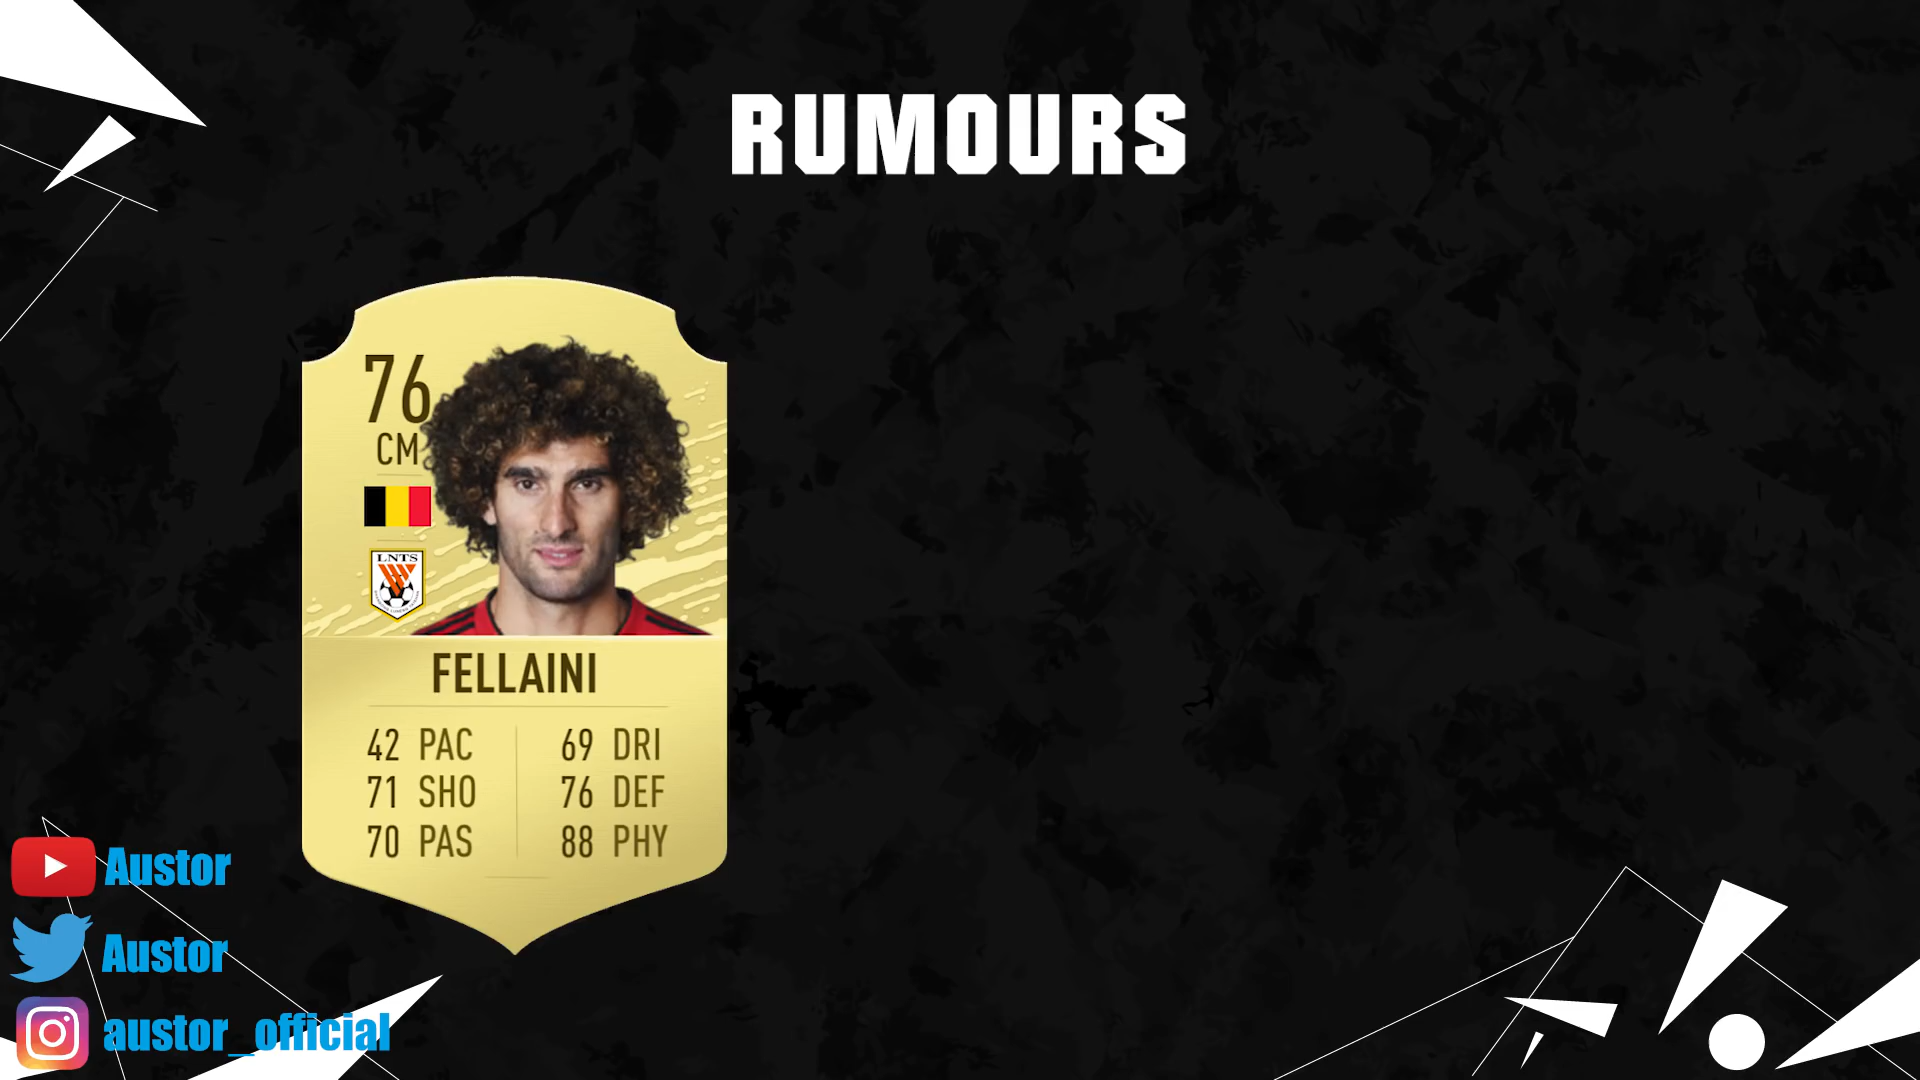 RUMOURS
76
CM
LNTS
FELLAINI
42 PAC 69 DRI
71 SHO 76 DEF
70 PAS 88 PHY
Austor
Austor
austor_official